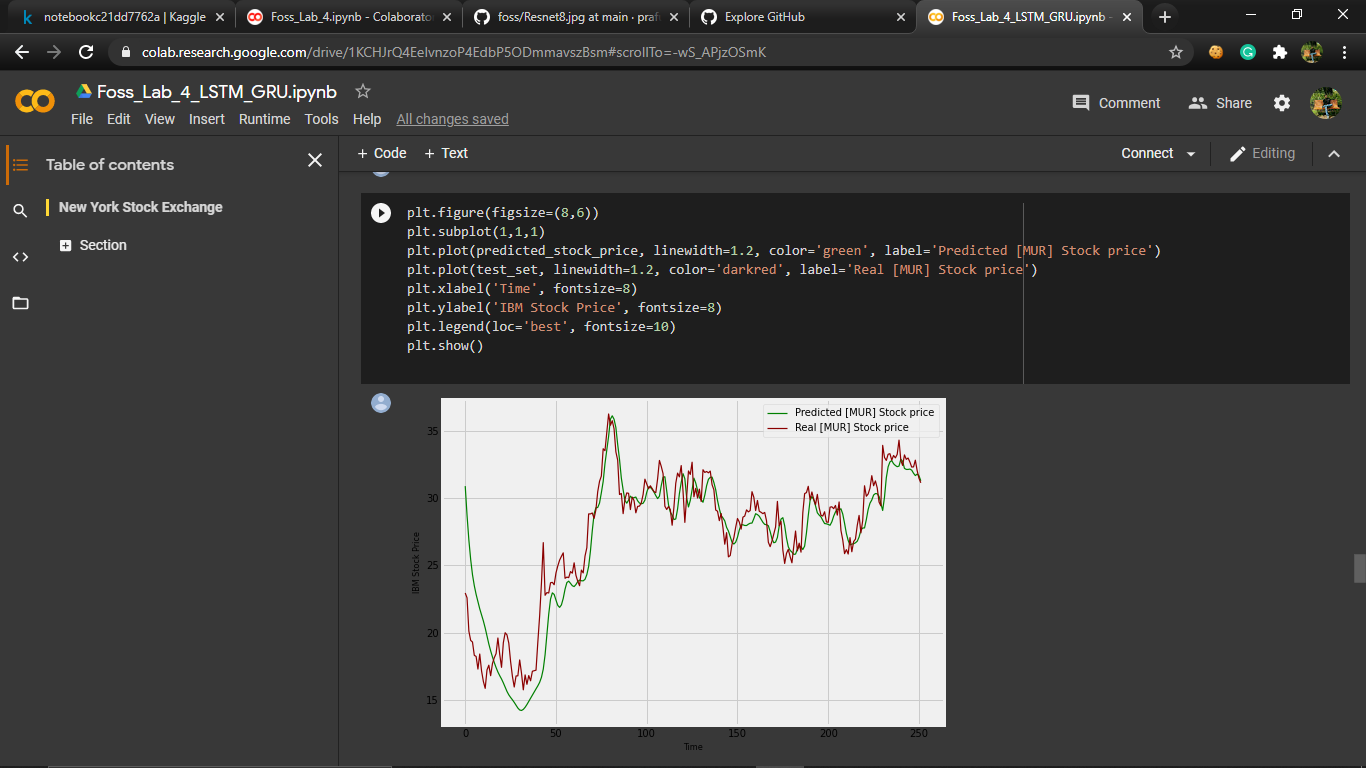 notebookc21dd7762a | Kaggle
Foss_Lab_4.ipynb - Colaborato
foss/Resnet8.jpg at main · praf
Explore GitHub
Foss_Lab_4_LSTM_GRU.ipynb -
colab.research.google.com/drive/1KCHJrQ4EelvnzoP4EdbP5ODmmavszBsm#scrollTo=-wS_APjzOSmK
Foss_Lab_4_LSTM_GRU.ipynb
Comment
Share
File Edit View Insert Runtime Tools Help All changes saved
Table of contents
+ Code + Text
Connect
Editing
New York Stock Exchange
Section
plt.figure(figsize=(8,6))
plt.subplot(1,1,1)
plt.plot(predicted_stock_price, linewidth=1.2, color='green', label='Predicted [MUR] Stock price')
plt.plot(test_set, linewidth=1.2, color='darkred', label='Real [MUR] Stock price')
plt.xlabel('Time', fontsize=8)
plt.ylabel('IBM Stock Price', fontsize=8)
plt.legend(loc='best', fontsize=10)
plt.show()
Predicted [MUR] Stock price
Real [MUR] Stock price
35
30
25
20
15
IBM Stock Price
0 50 100 150 200 250
Time